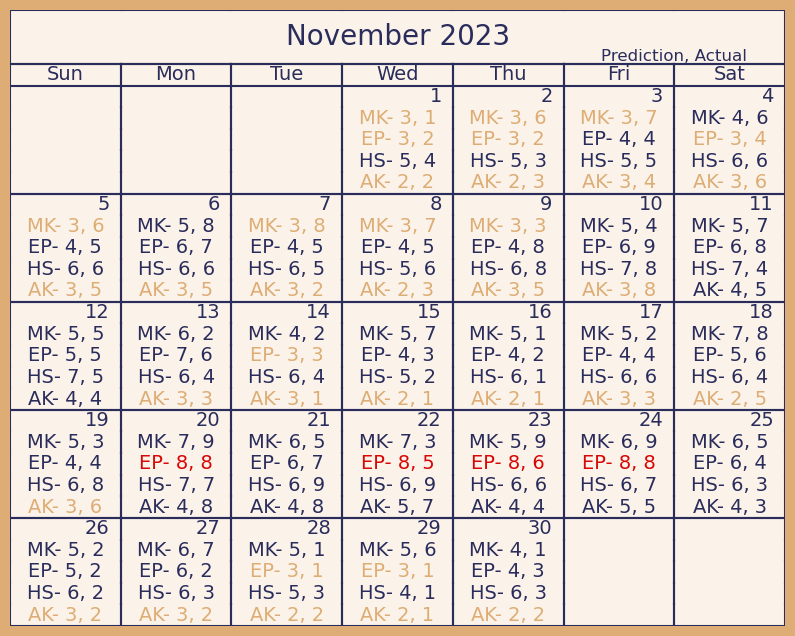 November 2023
Prediction, Actual
Sun Mon Tue Wed Thu Fri Sat
1 2 3 4
MK- 3, 1 MK- 3, 6 MK- 3, 7 MK- 4, 6
EP- 3, 2 EP- 3, 2 EP- 4, 4 EP- 3, 4
HS- 5, 4 HS- 5, 3 HS- 5, 5 HS- 6, 6
AK- 2, 2 AK- 2, 3 AK- 3, 4 AK- 3, 6
5 6 7 8 9 10 11
MK- 3, 6 MK- 5, 8 MK- 3, 8 MK- 3, 7 MK- 3, 3 MK- 5, 4 MK- 5, 7
EP- 4, 5 EP- 6, 7 EP- 4, 5 EP- 4, 5 EP- 4, 8 EP- 6, 9 EP- 6, 8
HS- 6, 6 HS- 6, 6 HS- 6, 5 HS- 5, 6 HS- 6, 8 HS- 7, 8 HS- 7, 4
AK- 3, 5 AK- 3, 5 AK- 3, 2 AK- 2, 3 AK- 3, 5 AK- 3, 8 AK- 4, 5
12 13 14 15 16 17 18
MK- 5, 5 MK- 6, 2 MK- 4, 2 MK- 5, 7 MK- 5, 1 MK- 5, 2 MK- 7, 8
EP- 5, 5 EP- 7, 6 EP- 3, 3 EP- 4, 3 EP- 4, 2 EP- 4, 4 EP- 5, 6
HS- 7, 5 HS- 6, 4 HS- 6, 4 HS- 5, 2 HS- 6, 1 HS- 6, 6 HS- 6, 4
AK- 4, 4 AK- 3, 3 AK- 3, 1 AK- 2, 1 AK- 2, 1 AK- 3, 3 AK- 2, 5
19 20 21 22 23 24 25
MK- 5, 3 MK- 7, 9 MK- 6, 5 MK- 7, 3 MK- 5, 9 MK- 6, 9 MK- 6, 5
EP- 4, 4 EP- 8, 8 EP- 6, 7 EP- 8, 5 EP- 8, 6 EP- 8, 8 EP- 6, 4
HS- 6, 8 HS- 7, 7 HS- 6, 9 HS- 6, 9 HS- 6, 6 HS- 6, 7 HS- 6, 3
AK- 3, 6 AK- 4, 8 AK- 4, 8 AK- 5, 7 AK- 4, 4 AK- 5, 5 AK- 4, 3
26 27 28 29 30
MK- 5, 2 MK- 6, 7 MK- 5, 1 MK- 5, 6 MK- 4, 1
EP- 5, 2 EP- 6, 2 EP- 3, 1 EP- 3, 1 EP- 4, 3
HS- 6, 2 HS- 6, 3 HS- 5, 3 HS- 4, 1 HS- 6, 3
AK- 3, 2 AK- 3, 2 AK- 2, 2 AK- 2, 1 AK- 2, 2